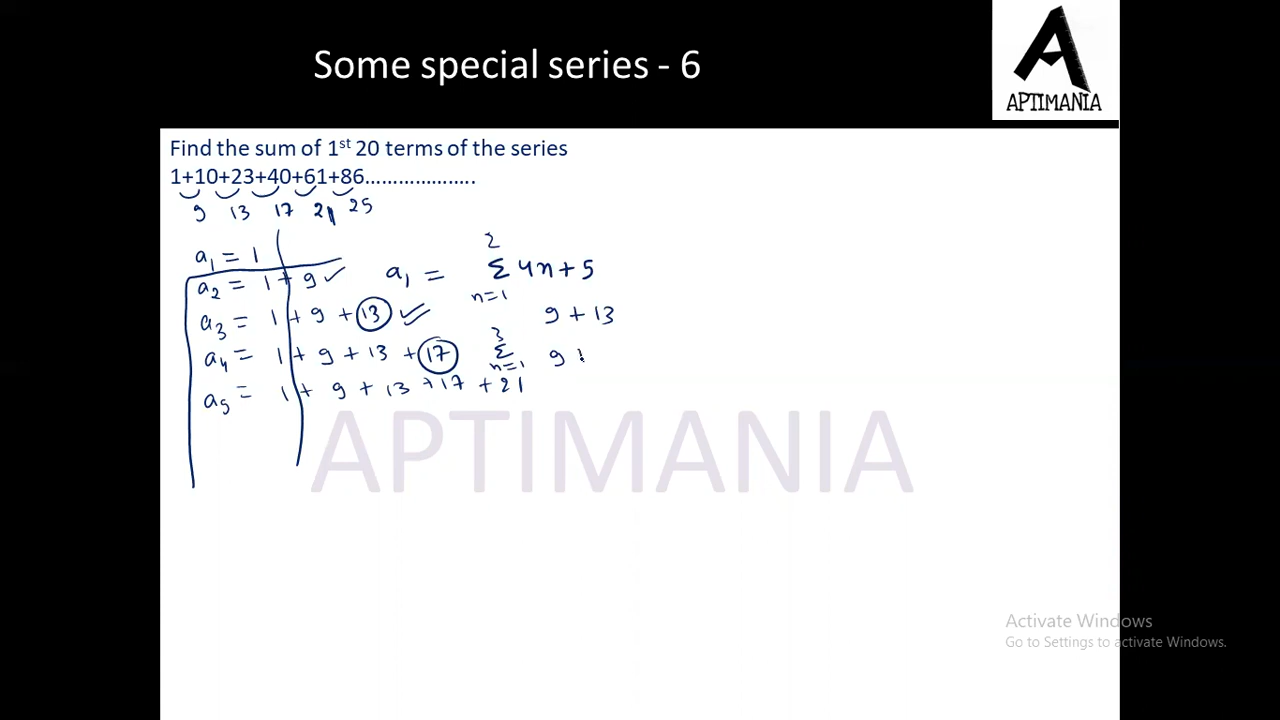 Some special series - 6
A
APTIMANIA
Find the sum of 1st 20 terms of the series
1+10+23+40+61+86....................
9 13 17 21 25
a1 = 1
a2 = 1 + 9 ✓
a1 = 2 Σ n=1 4n+5
a3 = 1 + 9 + 13 ✓
9 + 13
a4 = 1 + 9 + 13 + 17
3 Σ n=1 9
a5 = 1 + 9 + 13 + 17 + 21
APTIMANIA
Activate Windows
Go to Settings to activate Windows.